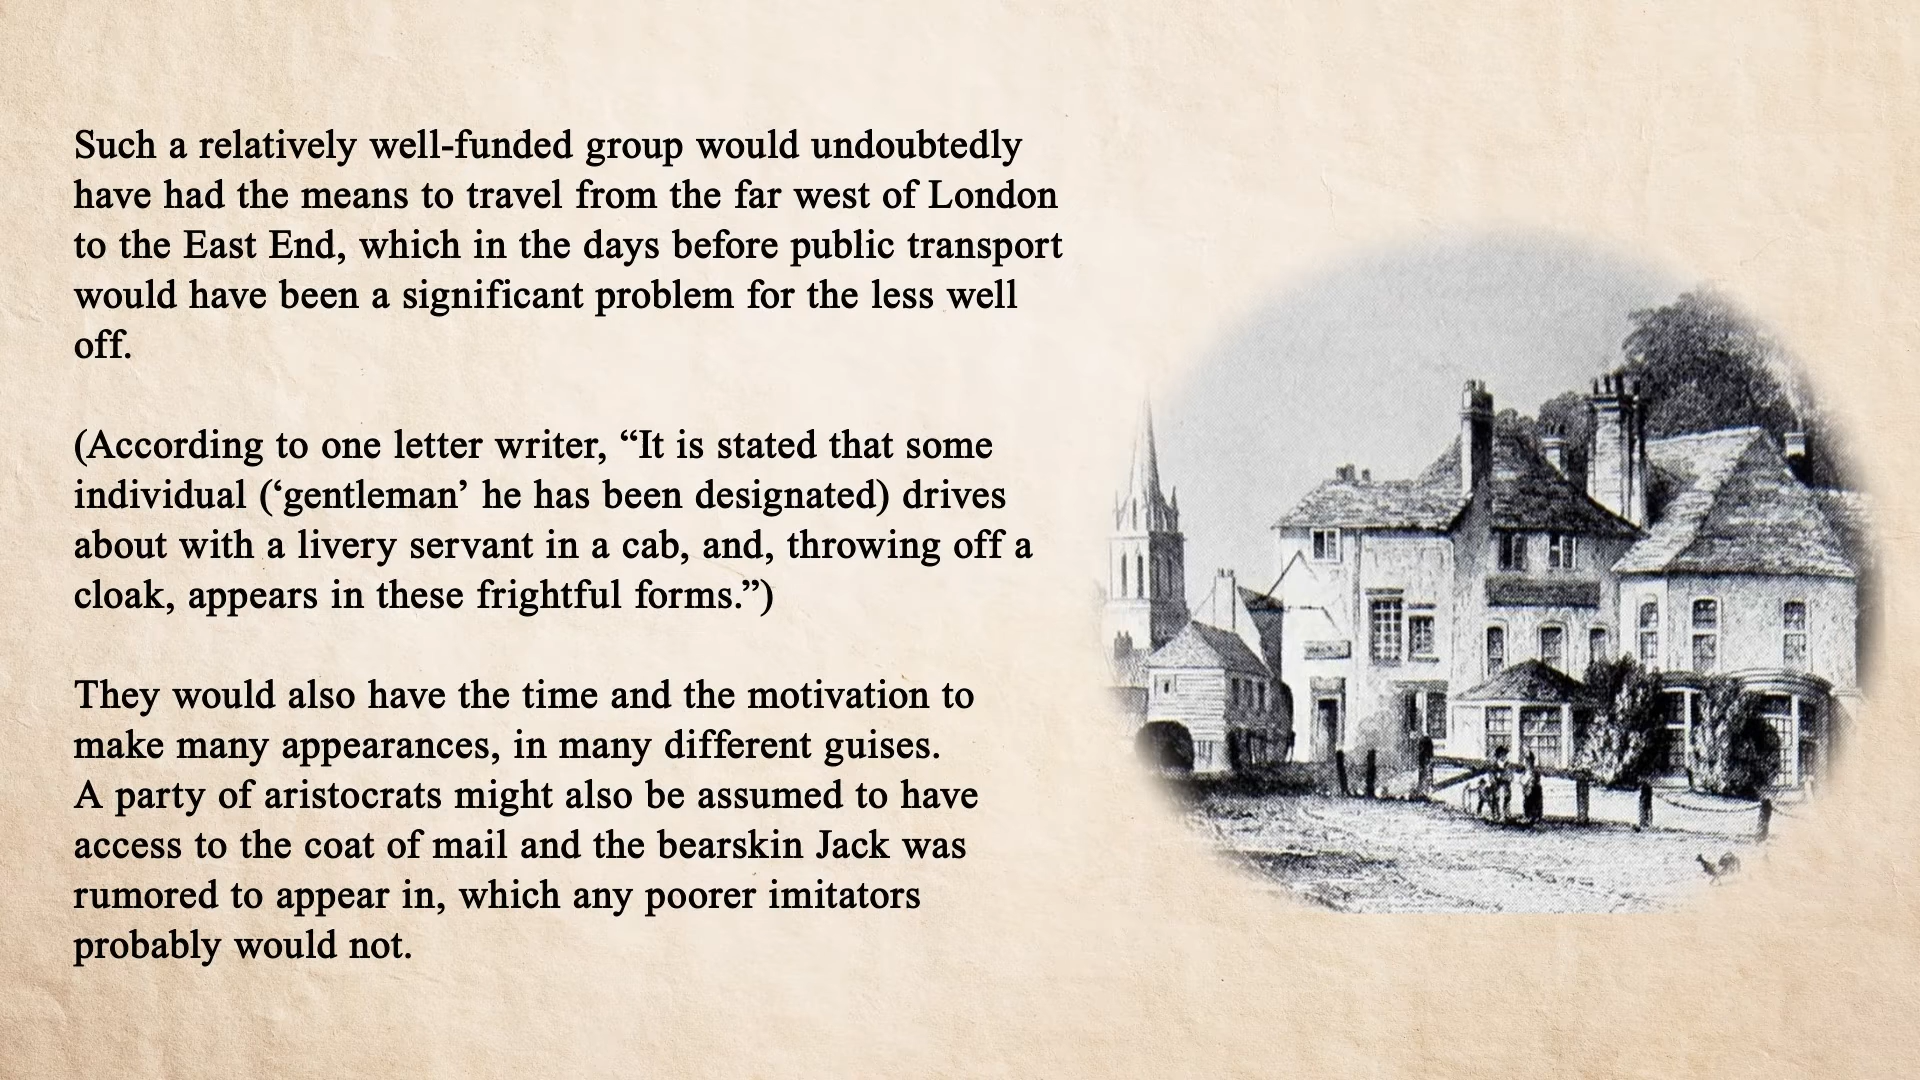 Such a relatively well-funded group would undoubtedly
have had the means to travel from the far west of London
to the East End, which in the days before public transport
would have been a significant problem for the less well
off.
(According to one letter writer, “It is stated that some
individual (‘gentleman’ he has been designated) drives
about with a livery servant in a cab, and, throwing off a
cloak, appears in these frightful forms.”)
They would also have the time and the motivation to
make many appearances, in many different guises.
A party of aristocrats might also be assumed to have
access to the coat of mail and the bearskin Jack was
rumored to appear in, which any poorer imitators
probably would not.